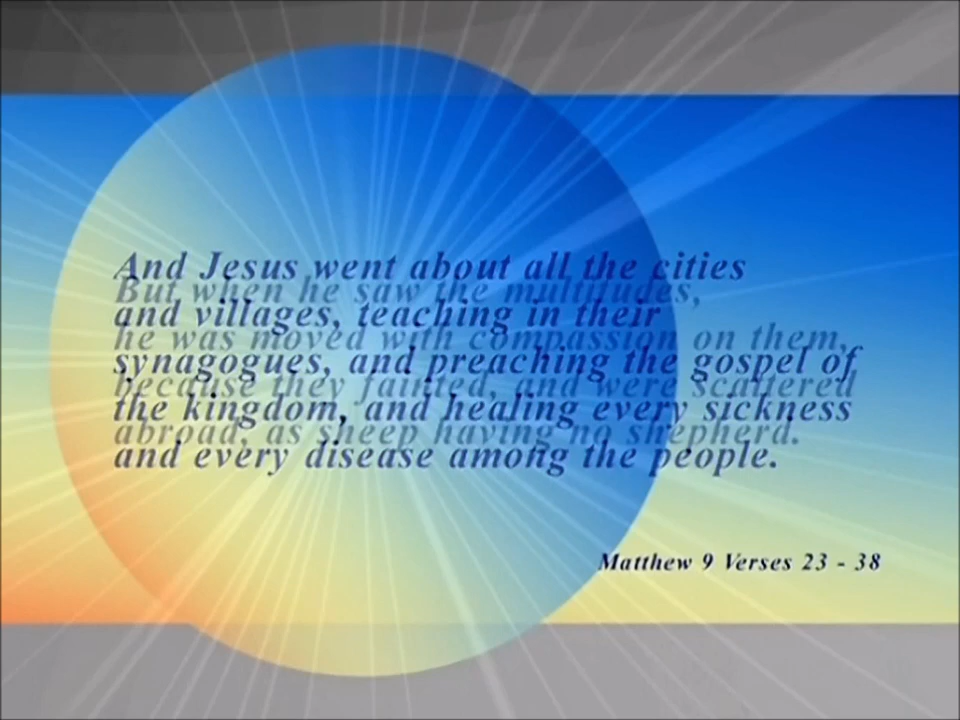 And Jesus went about all the cities
But when he saw the multitudes,
and villages, teaching in their
he was moved with compassion on them,
synagogues, and preaching the gospel of
because they fainted, and were scattered
the kingdom, and healing every sickness
abroad, as sheep having no shepherd.
and every disease among the people.
Matthew 9 Verses 23 - 38